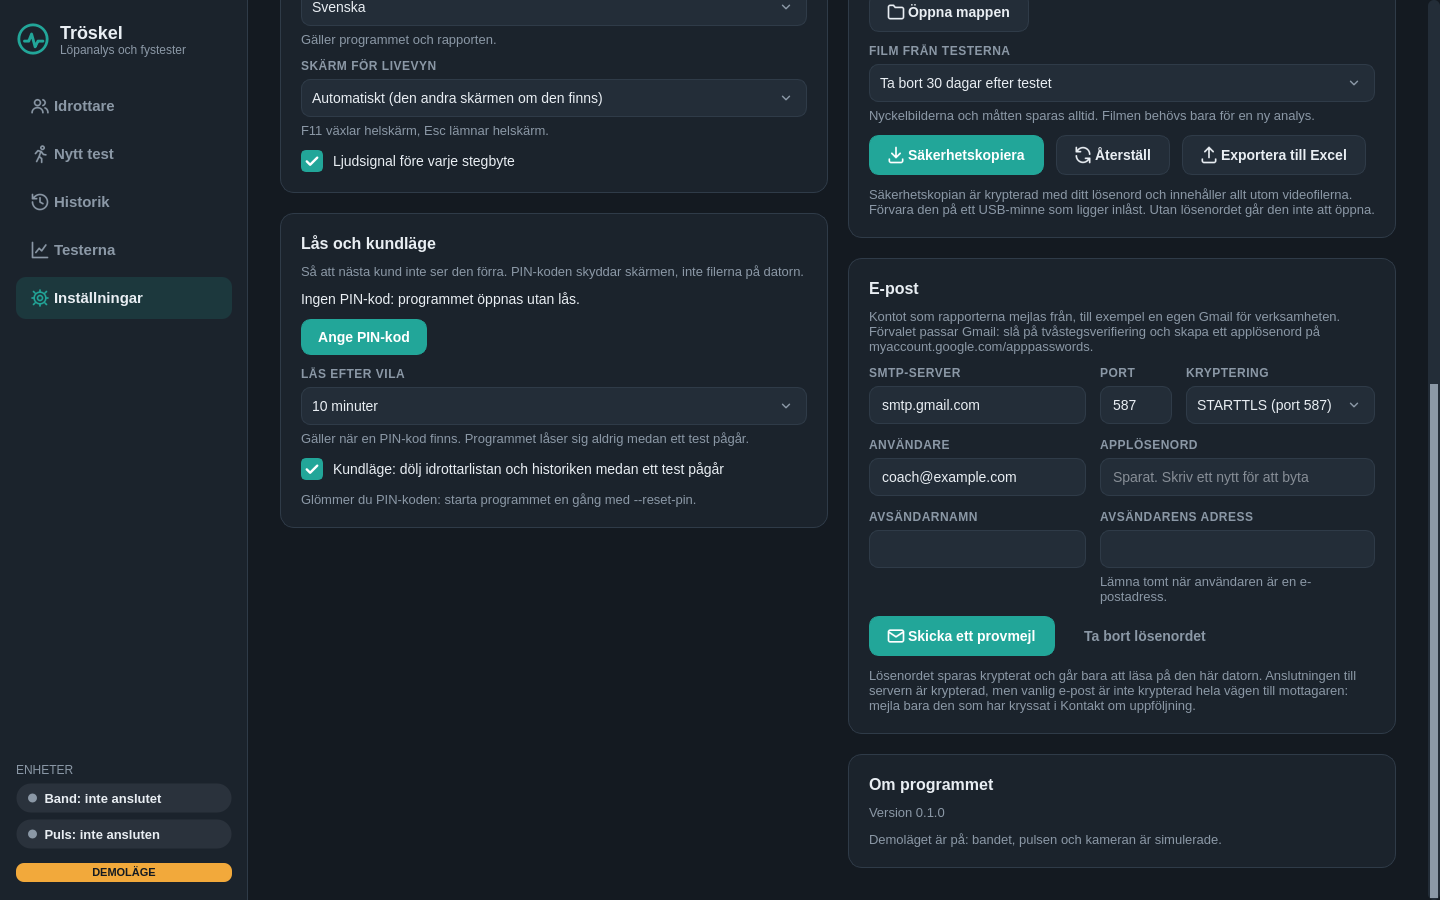 Tröskel
Löpanalys och fystester
Idrottare
Nytt test
Historik
Testerna
Inställningar
ENHETER
Band: inte anslutet
Puls: inte ansluten
DEMOLÄGE
Svenska
Gäller programmet och rapporten.
SKÄRM FÖR LIVEVYN
Automatiskt (den andra skärmen om den finns)
F11 växlar helskärm, Esc lämnar helskärm.
Ljudsignal före varje stegbyte
Lås och kundläge
Så att nästa kund inte ser den förra. PIN-koden skyddar skärmen, inte filerna på datorn.
Ingen PIN-kod: programmet öppnas utan lås.
Ange PIN-kod
LÅS EFTER VILA
10 minuter
Gäller när en PIN-kod finns. Programmet låser sig aldrig medan ett test pågår.
Kundläge: dölj idrottarlistan och historiken medan ett test pågår
Glömmer du PIN-koden: starta programmet en gång med --reset-pin.
Öppna mappen
FILM FRÅN TESTERNA
Ta bort 30 dagar efter testet
Nyckelbilderna och måtten sparas alltid. Filmen behövs bara för en ny analys.
Säkerhetskopiera
Återställ
Exportera till Excel
Säkerhetskopian är krypterad med ditt lösenord och innehåller allt utom videofilerna.
Förvara den på ett USB-minne som ligger inlåst. Utan lösenordet går den inte att öppna.
E-post
Kontot som rapporterna mejlas från, till exempel en egen Gmail för verksamheten.
Förvalet passar Gmail: slå på tvåstegsverifiering och skapa ett applösenord på
myaccount.google.com/apppasswords.
SMTP-SERVER
PORT
KRYPTERING
smtp.gmail.com
587
STARTTLS (port 587)
ANVÄNDARE
APPLÖSENORD
coach@example.com
Sparat. Skriv ett nytt för att byta
AVSÄNDARNAMN
AVSÄNDARENS ADRESS
Lämna tomt när användaren är en e-
postadress.
Skicka ett provmejl
Ta bort lösenordet
Lösenordet sparas krypterat och går bara att läsa på den här datorn. Anslutningen till
servern är krypterad, men vanlig e-post är inte krypterad hela vägen till mottagaren:
mejla bara den som har kryssat i Kontakt om uppföljning.
Om programmet
Version 0.1.0
Demoläget är på: bandet, pulsen och kameran är simulerade.